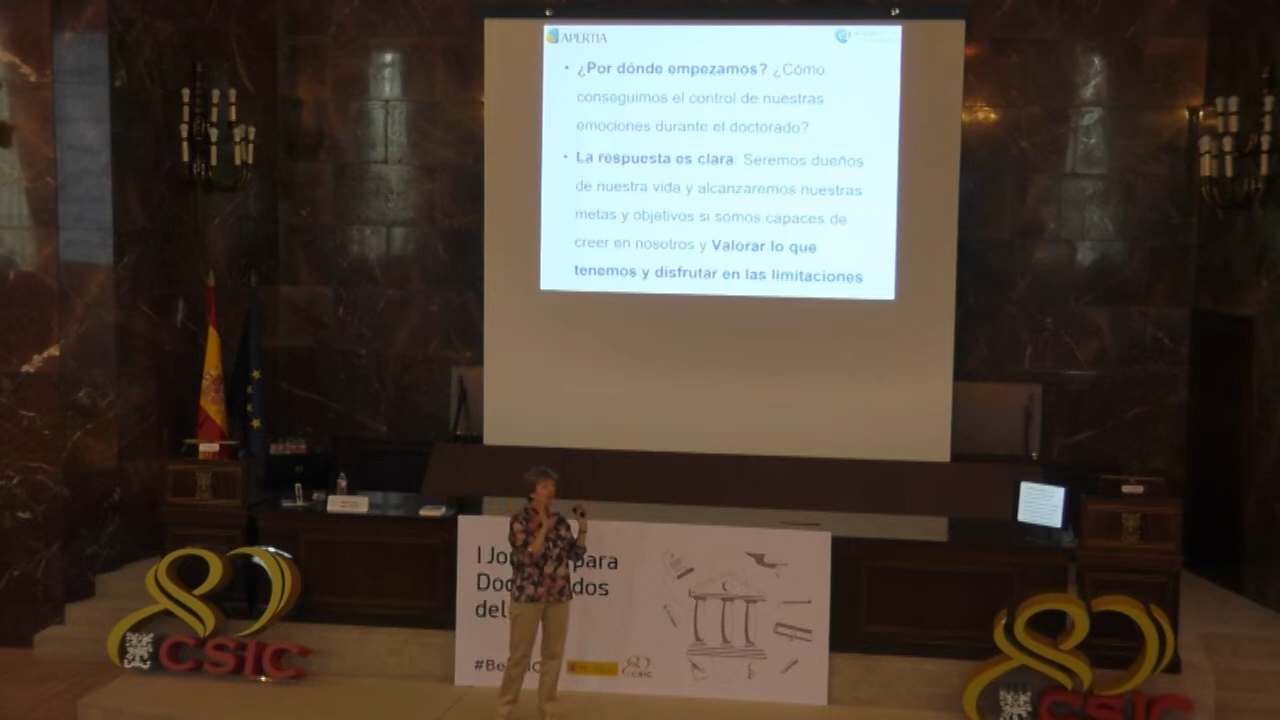 APERTIA
• ¿Por dónde empezamos? ¿Cómo
conseguimos el control de nuestras
emociones durante el doctorado?
• La respuesta es clara Seremos dueños
de nuestra vida y alcanzaremos nuestras
metas y objetivos si somos capaces de
creer en nosotros y Valorar lo que
tenemos y disfrutar en las limitaciones
I Jo para
Doc dos
del
#Be
CSIC
80
CSIC
80
CSIC